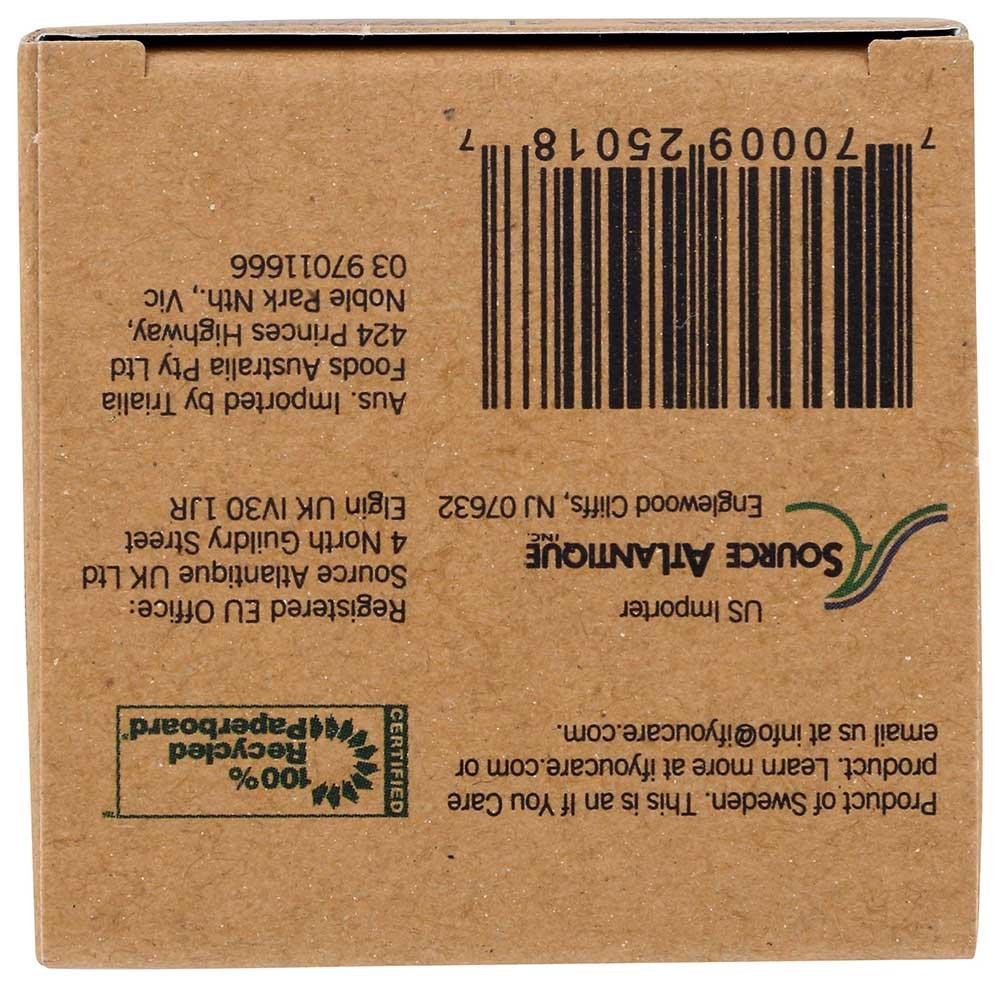 Product of Sweden. This is an If You Care
product. Learn more at ifyoucare.com or
email us at info@ifyoucare.com.
CERTIFIED
100%
Recycled
Paperboard™
US Importer
SOURCE ATLANTIQUE INC.
Englewood Cliffs, NJ 07632
Registered EU Office:
Source Atlantique UK Ltd
4 North Guildry Street
Elgin UK IV30 1JR
7 70009 25018 7
Aus. Imported by Trialia
Foods Australia Pty Ltd
424 Princes Highway,
Noble Park Nth., Vic
03 97011666